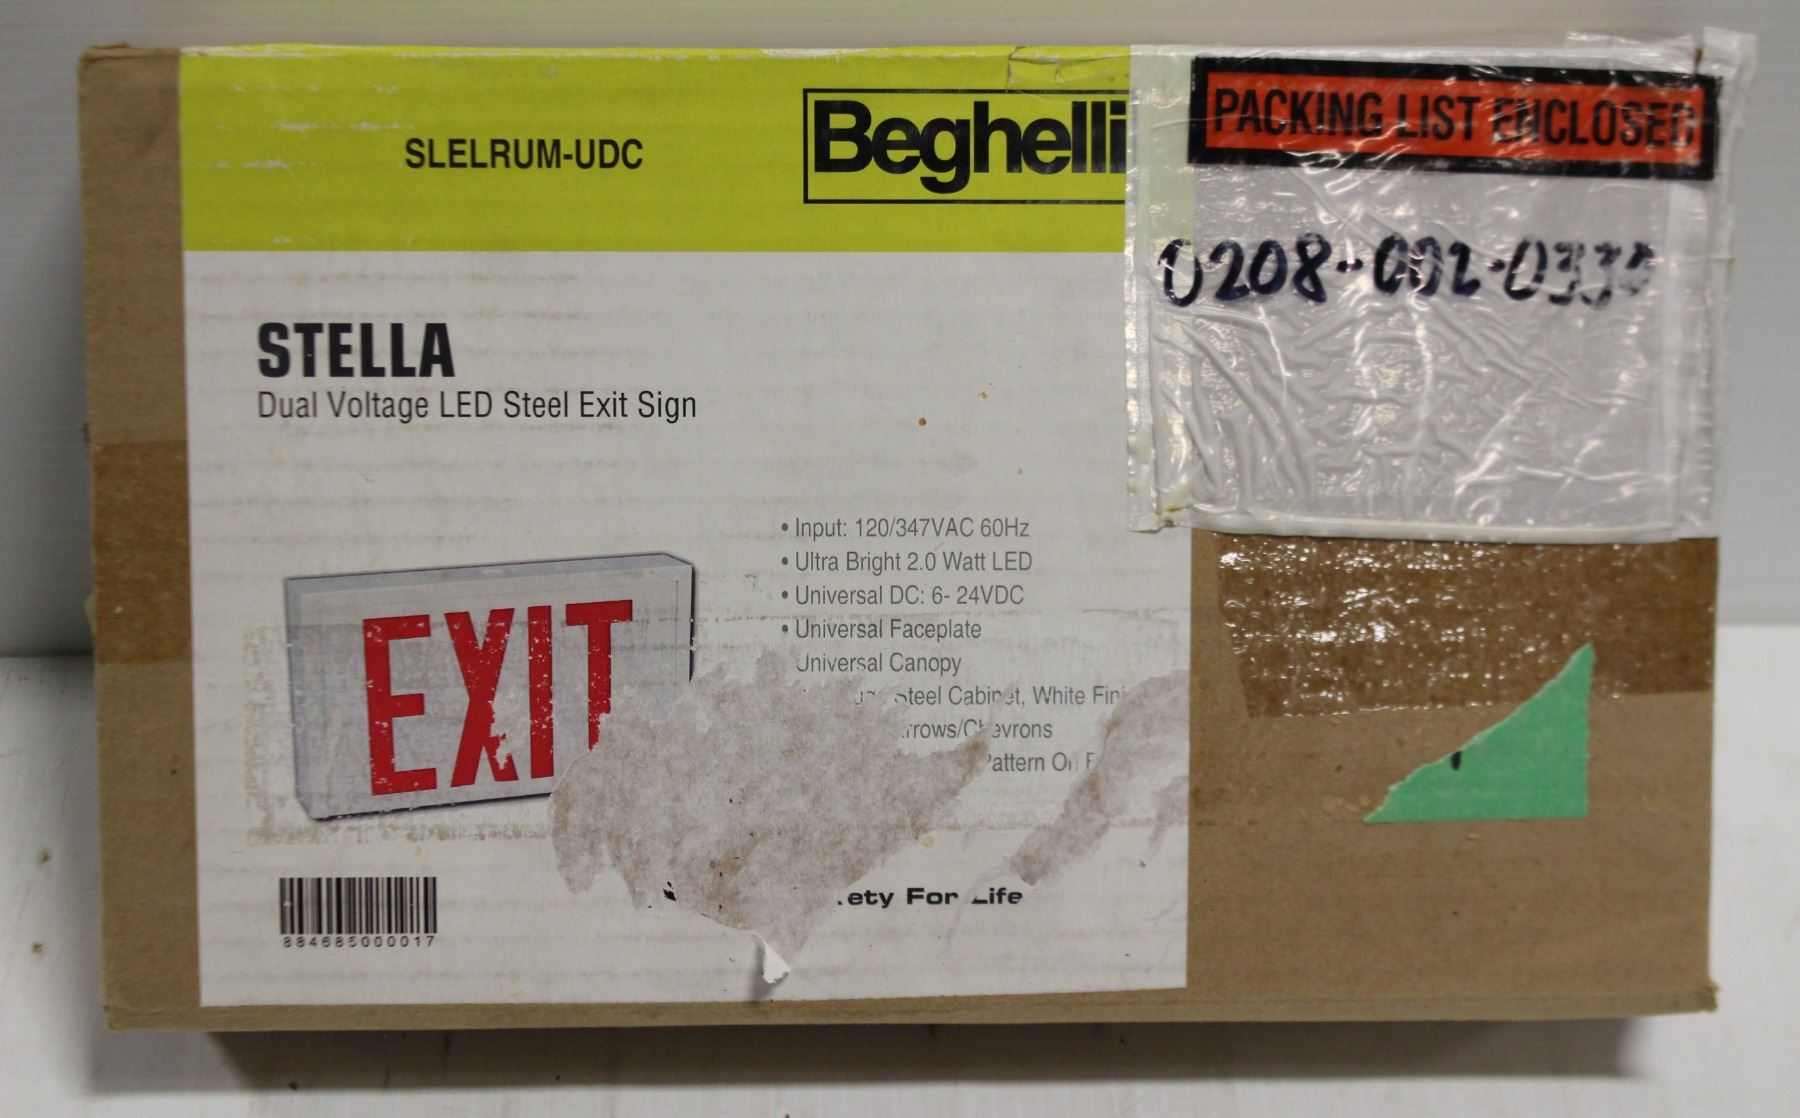 SLELRUM-UDC
Beghelli
PACKING LIST ENCLOSED
0208-002-0330
STELLA
Dual Voltage LED Steel Exit Sign
• Input: 120/347VAC 60Hz
• Ultra Bright 2.0 Watt LED
• Universal DC: 6- 24VDC
• Universal Faceplate
Universal Canopy
Steel Cabinet, White
Pattern On
EXIT
For Life
884685000017